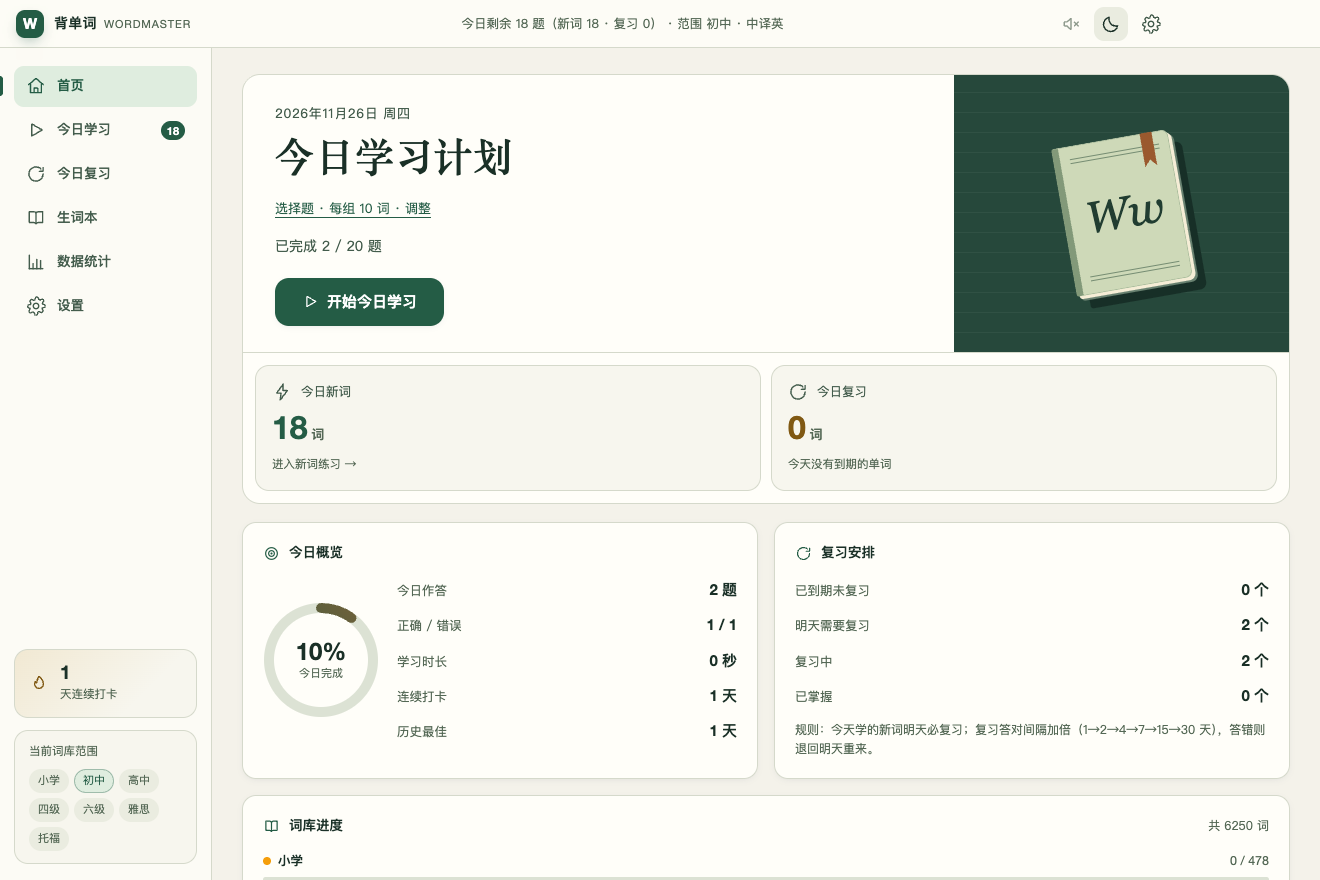 W 背单词 WORDMASTER
今日剩余 18 题（新词 18 · 复习 0） · 范围 初中 · 中译英
首页
今日学习 18
今日复习
生词本
数据统计
设置
1
天连续打卡
当前词库范围
小学 初中 高中
四级 六级 雅思
托福
2026年11月26日 周四
今日学习计划
选择题 · 每组 10 词 · 调整
已完成 2 / 20 题
开始今日学习
Ww
今日新词
18 词
进入新词练习 →
今日复习
0 词
今天没有到期的单词
今日概览
10%
今日完成
今日作答 2 题
正确 / 错误 1 / 1
学习时长 0 秒
连续打卡 1 天
历史最佳 1 天
复习安排
已到期未复习 0 个
明天需要复习 2 个
复习中 2 个
已掌握 0 个
规则：今天学的新词明天必复习；复习答对间隔加倍（1→2→4→7→15→30 天），答错则
退回明天重来。
词库进度 共 6250 词
小学 0 / 478